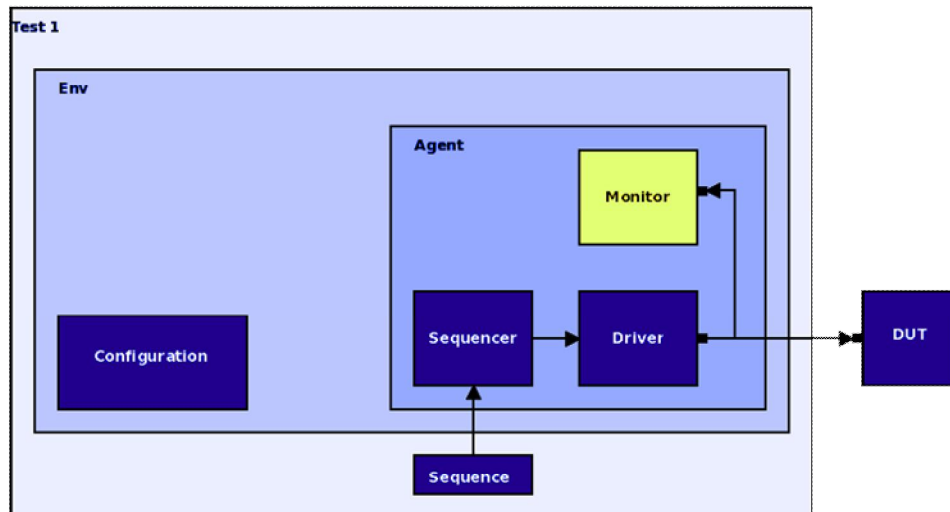 Test 1
Env
Agent
Monitor
Configuration
Sequencer
Driver
DUT
Sequence